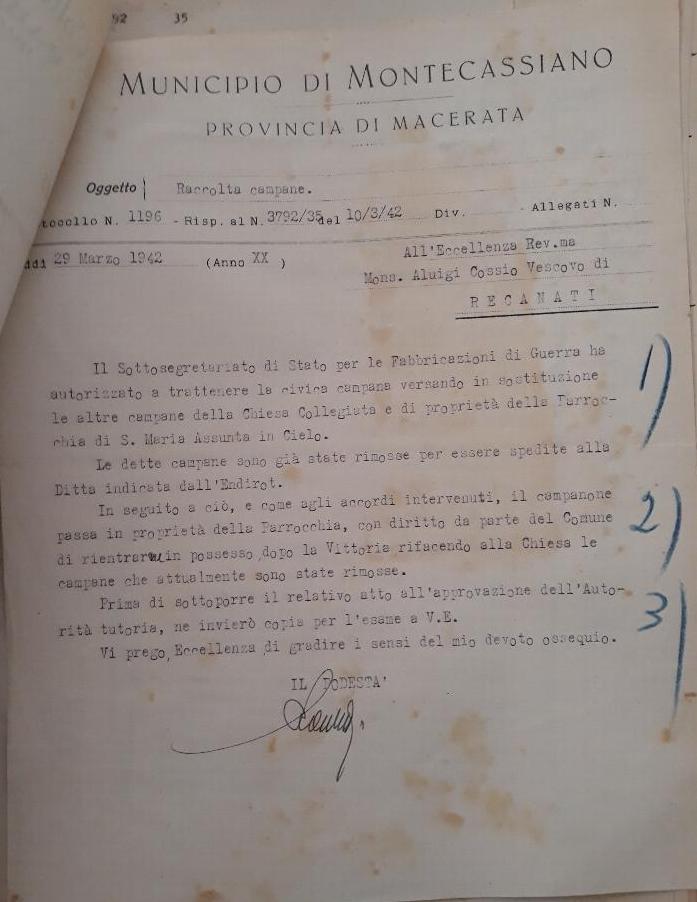 92 35
MUNICIPIO DI MONTECASSIANO
PROVINCIA DI MACERATA
Oggetto Raccolta campane.
tocollo N. 1196 - Risp. al N. 3792/35 del 10/3/42 Div. - Allegati N.
ddi 29 Marzo 1942 (Anno XX )
All'Eccellenza Rev.ma
Mons. Aluigi Cossio Vescovo di
RECANATI
Il Sottosegretariato di Stato per le Fabbricazioni di Guerra ha
autorizzato a trattenere la civica campana versando in sostituzione
le altre campane della Chiesa Collegiata e di proprietà della Parroc-
chia di S. Maria Assunta in Cielo.
1)
Le dette campane sono già state rimosse per essere spedite alla
Ditta indicata dall'Endirot.
In seguito a ciò, e come agli accordi intervenuti, il campanone
passa in proprietà della Parrocchia, con diritto da parte del Comune
di rientrare in possesso, dopo la Vittoria rifacendo alla Chiesa le
campane che attualmente sono state rimosse.
2)
Prima di sottoporre il relativo atto all'approvazione dell'Auto-
rità tutoria, ne invierò copia per l'esame a V.E.
3)
Vi prego, Eccellenza, di gradire i sensi del mio devoto ossequio.
IL PODESTA'